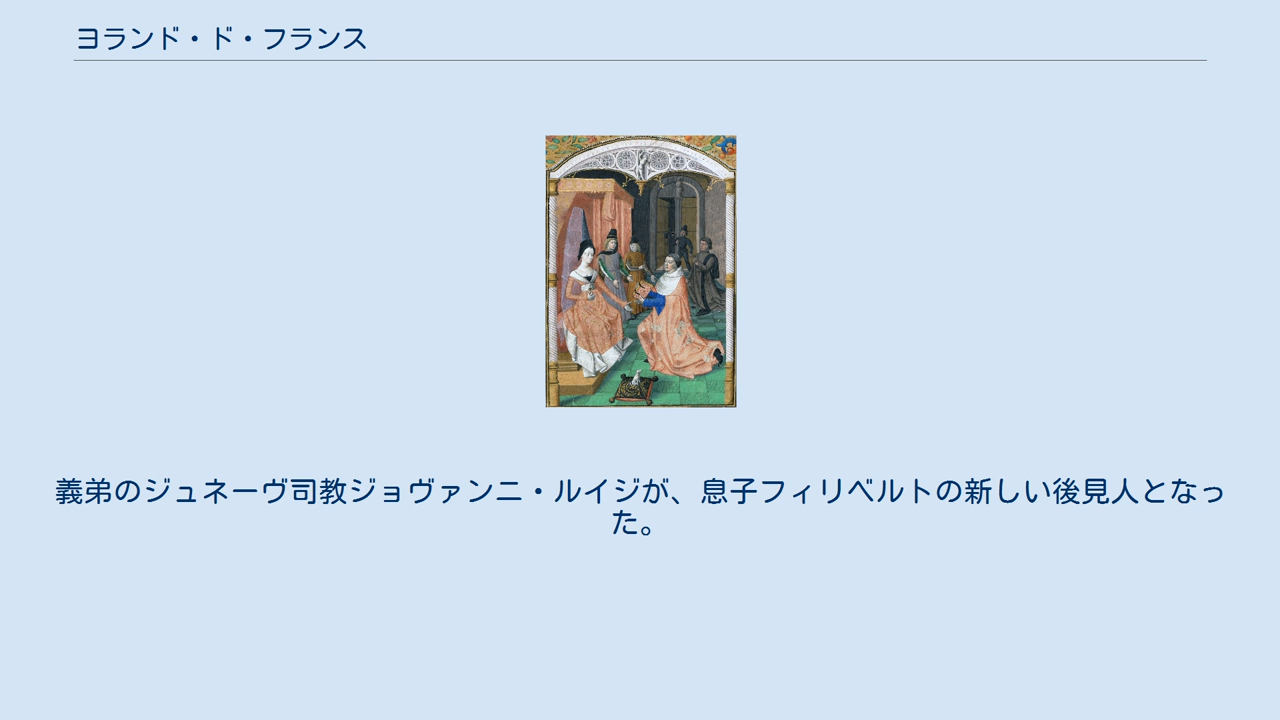 ヨランド・ド・フランス
義弟のジュネーヴ司教ジョヴァンニ・ルイジが、息子フィリベルトの新しい後見人となっ
た。